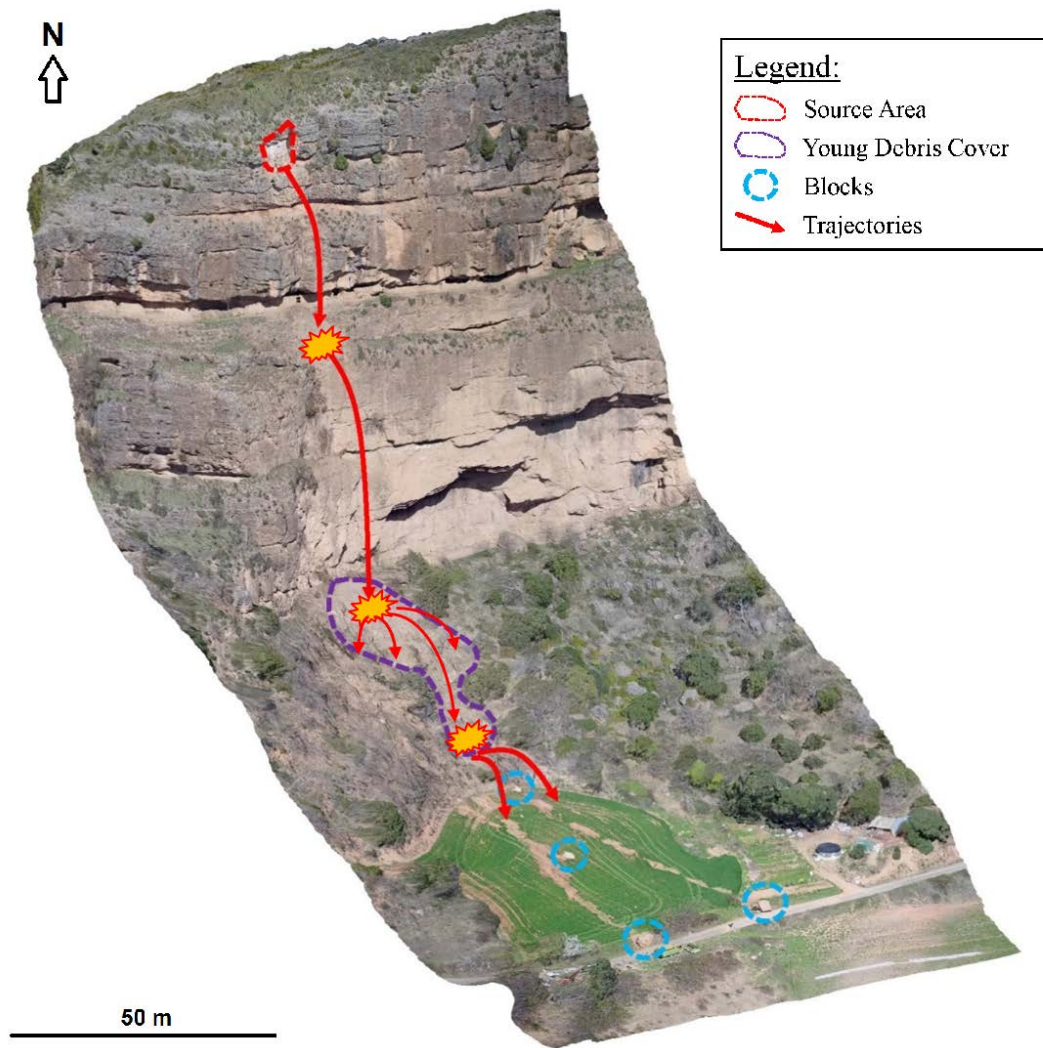 N
Legend:
Source Area
Young Debris Cover
Blocks
Trajectories
50 m